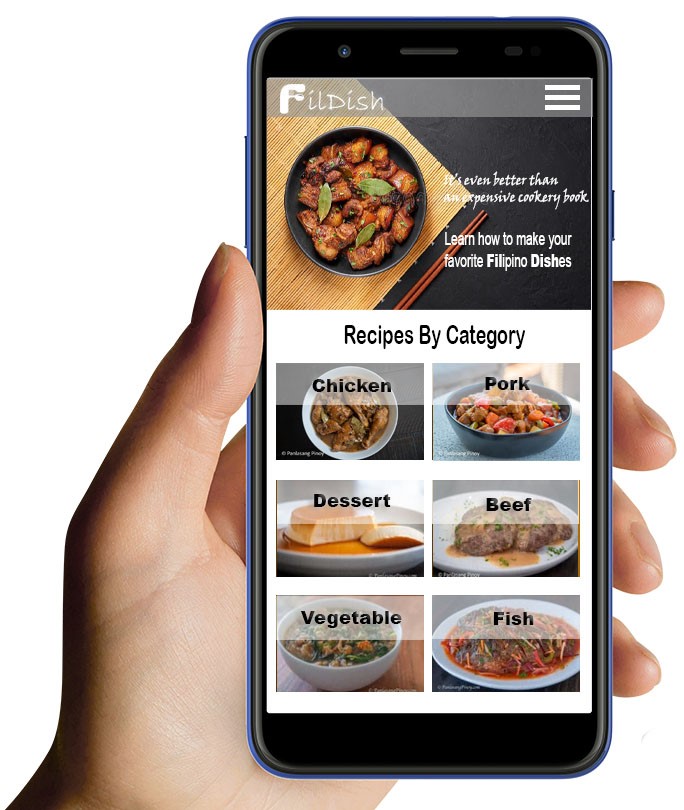 FilDish
It's even better than
an expensive cookery book
Learn how to make your
favorite Filipino Dishes
Recipes By Category
Chicken
Pork
© Panlasang Pinoy
© Panlasang Pinoy
Dessert
Beef
PanlasangPinoy.com
© Panlasang Pinoy
Vegetable
Fish
© PanlasangPinoy.com
© PanlasangPinoy.com